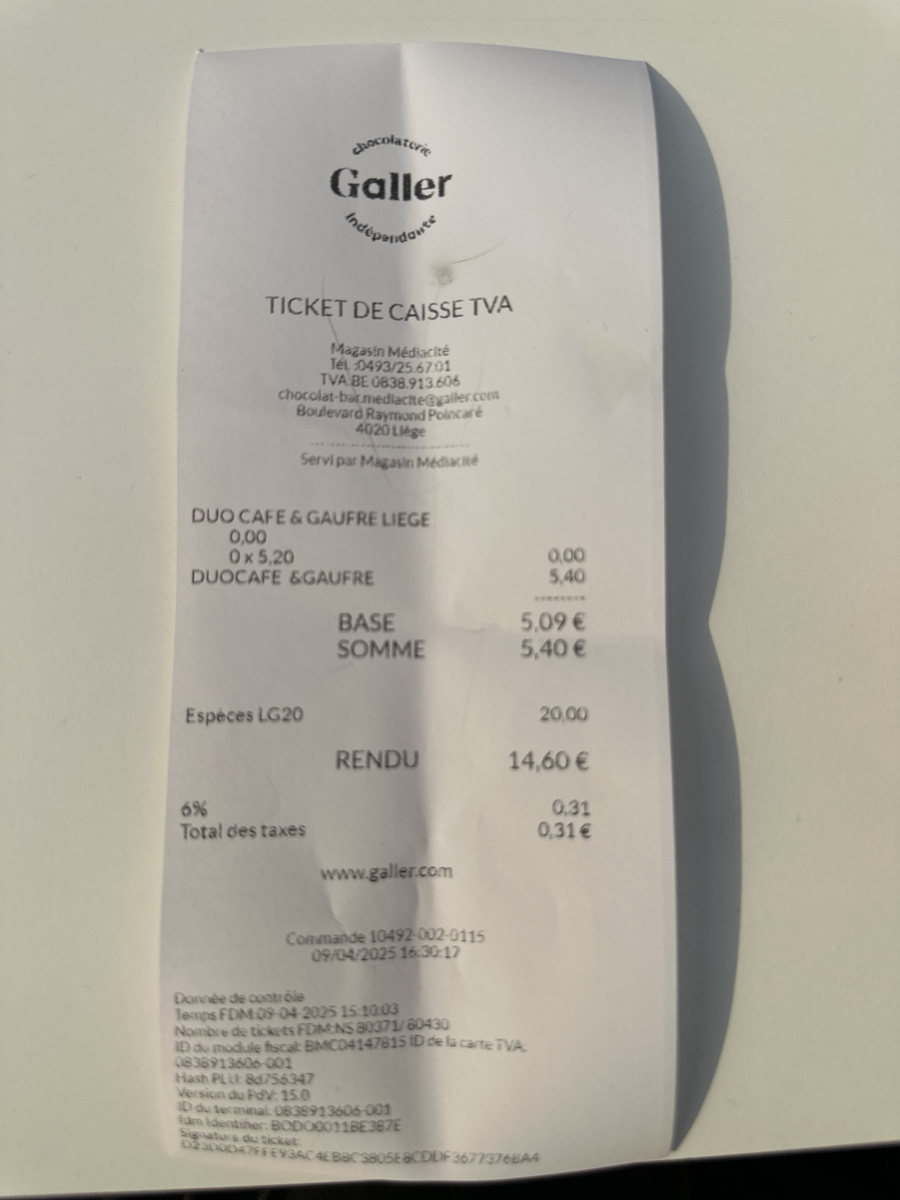 chocolaterie
Galler
indépendante
TICKET DE CAISSE TVA
Magasin Médiacité
Tél. :0493/25.67.01
TVA BE 0838.913.606
chocolat-bar.mediacite@galler.com
Boulevard Raymond Poincaré
4020 Liège
Servi par Magasin Médiacité
DUO CAFE & GAUFRE LIEGE
0,00
0 x 5,20 0,00
DUOCAFE &GAUFRE 5,40
BASE 5,09 €
SOMME 5,40 €
Espèces LG20 20,00
RENDU 14,60 €
6% 0,31
Total des taxes 0,31 €
www.galler.com
Commande 10492-002-0115
09/04/2025 16:30:17
Donnée de contrôle
Temps FDM:09-04-2025 15:10:03
Nombre de tickets FDM:NS 80371/ 80430
ID du module fiscal: BMC04147815 ID de la carte TVA:
0838913606-001
Hash PLU: 8d756347
Version du PdV: 15.0
ID du terminal: 0838913606-001
fdm Identifier: BODO0011BE387E
Signature du ticket: